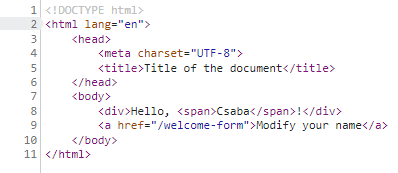 1 <!DOCTYPE html>
2 <html lang="en">
3     <head>
4         <meta charset="UTF-8">
5         <title>Title of the document</title>
6     </head>
7     <body>
8         <div>Hello, <span>Csaba</span>!</div>
9         <a href="/welcome-form">Modify your name</a>
10     </body>
11 </html>